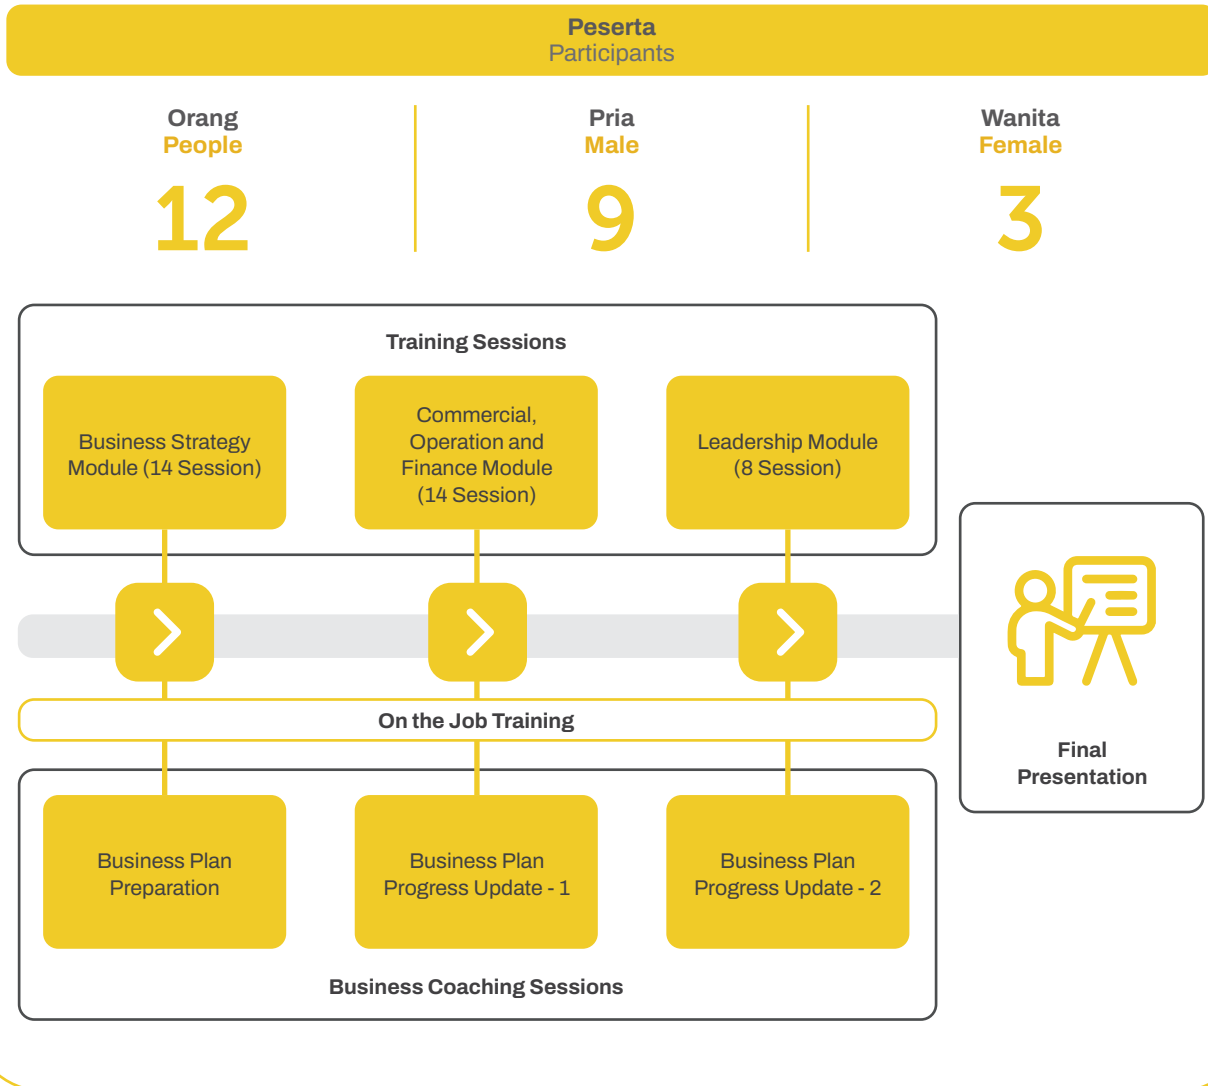 Peserta
Participants
Orang
People
12
Pria
Male
9
Wanita
Female
3
Training Sessions
Business Strategy
Module (14 Session)
Commercial,
Operation and
Finance Module
(14 Session)
Leadership Module
(8 Session)
On the Job Training
Final
Presentation
Business Plan
Preparation
Business Plan
Progress Update - 1
Business Plan
Progress Update - 2
Business Coaching Sessions